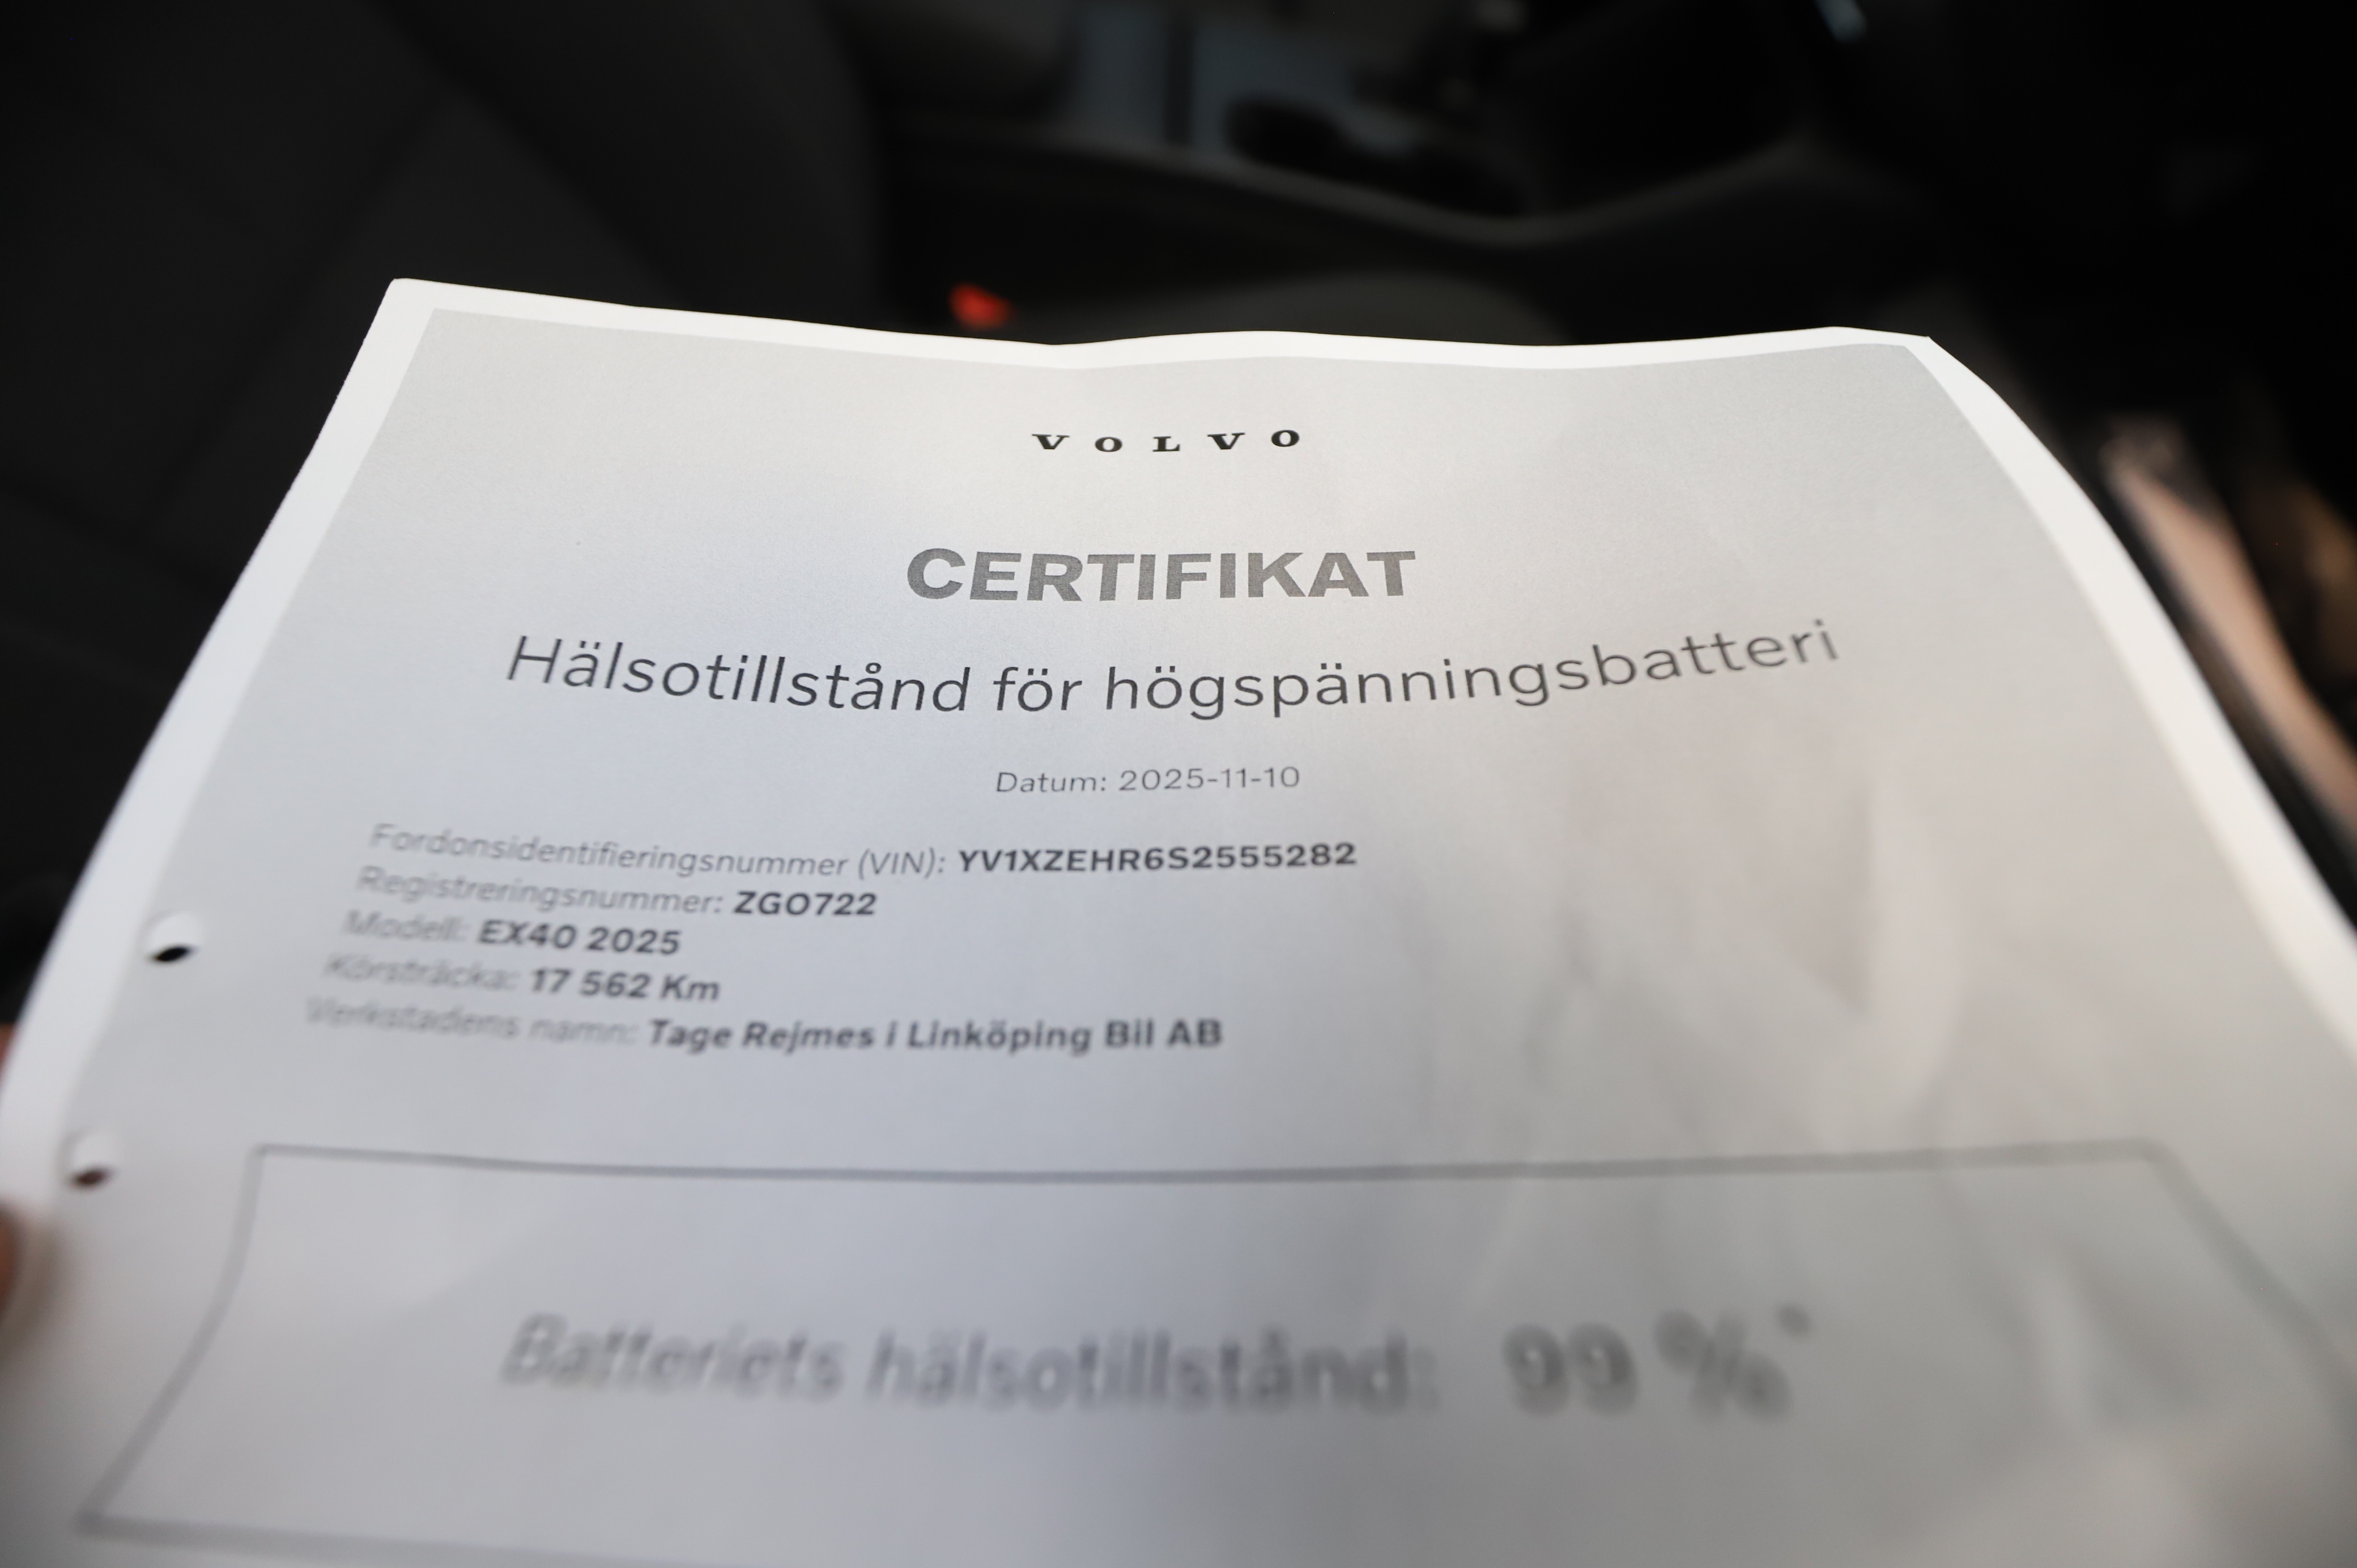 VOLVO
CERTIFIKAT
Hälsotillstånd för högspänningsbatteri
Datum: 2025-11-10
Fordonsidentifieringsnummer (VIN): YV1XZEHR6S2555282
Registreringsnummer: ZGO722
Modell: EX40 2025
Körsträcka: 17 562 Km
Verkstadens namn: Tage Rejmes i Linköping Bil AB
Batteriets hälsotillstånd: 99 %*